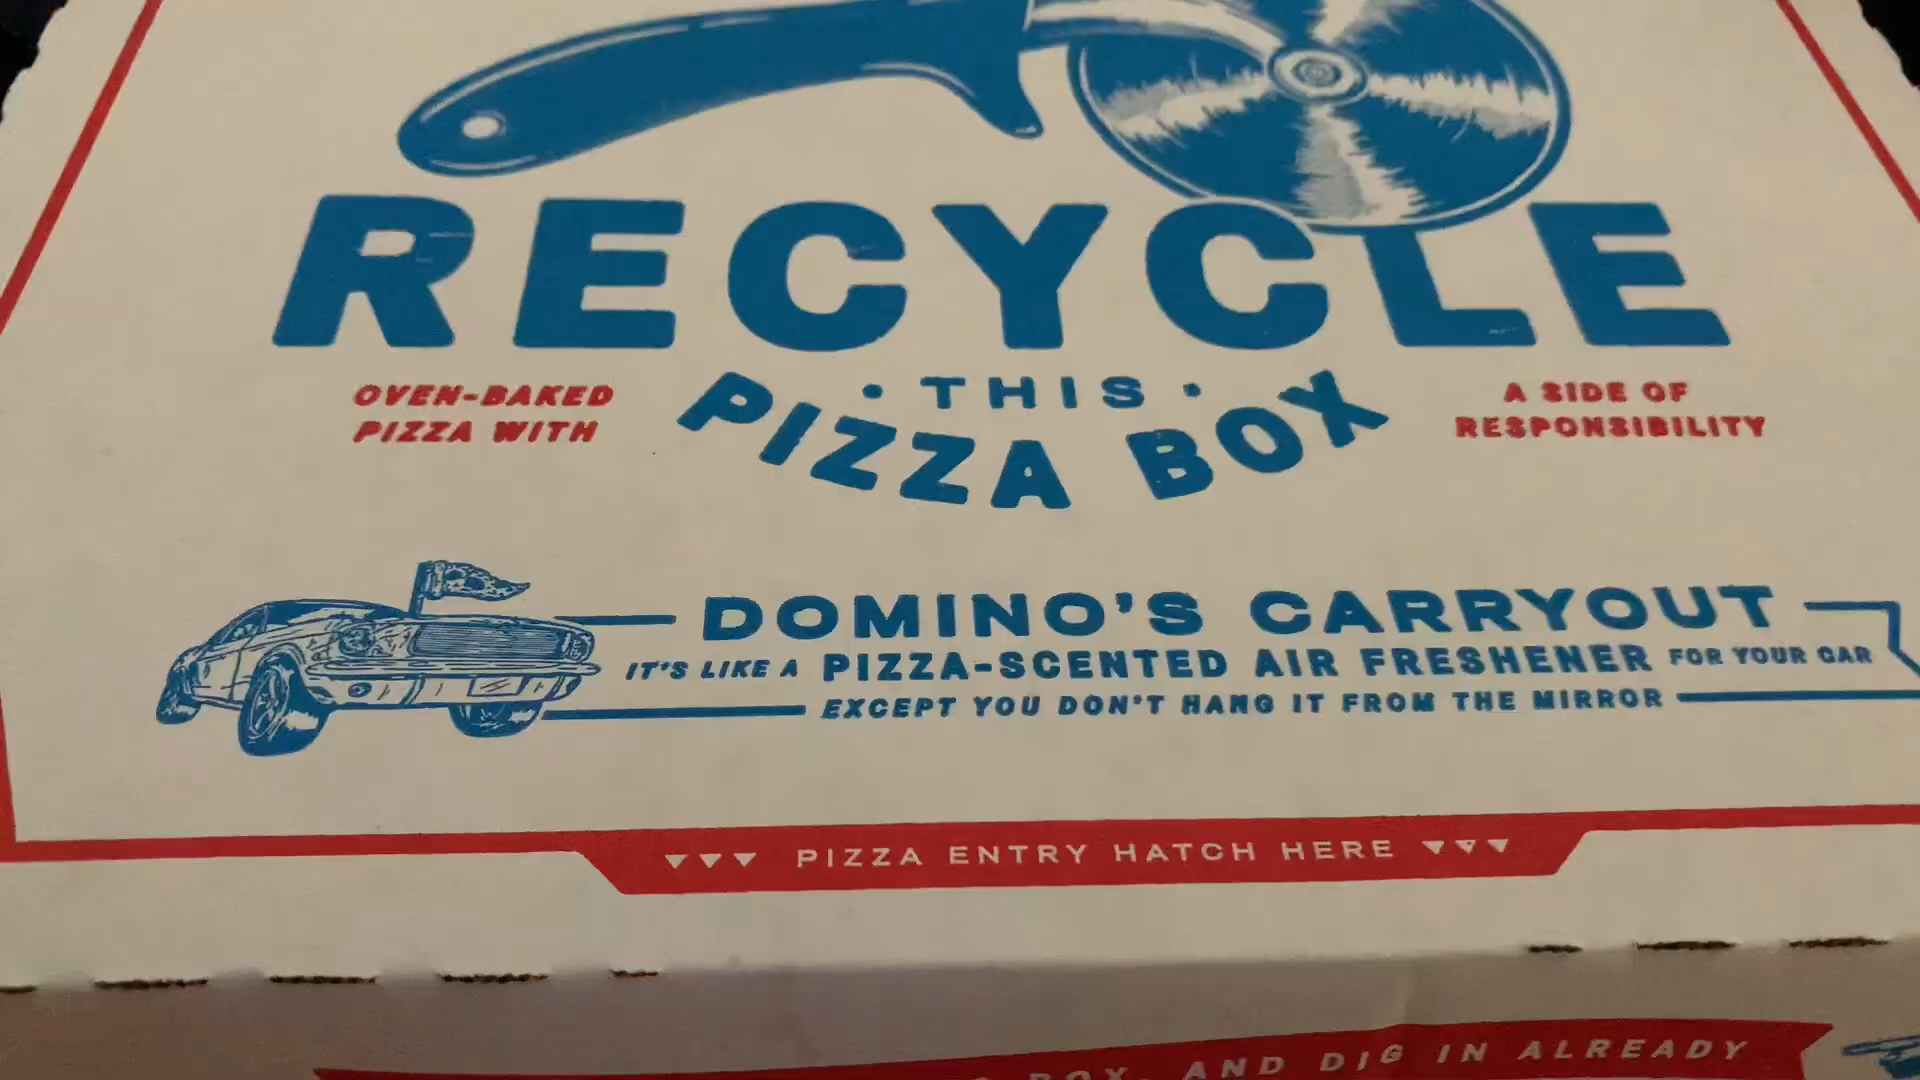 RECYCLE
OVEN-BAKED
PIZZA WITH
• THIS •
PIZZA BOX
A SIDE OF
RESPONSIBILITY
DOMINO'S CARRYOUT
IT'S LIKE A PIZZA-SCENTED AIR FRESHENER FOR YOUR CAR
EXCEPT YOU DON'T HANG IT FROM THE MIRROR
PIZZA ENTRY HATCH HERE
BOX, AND DIG IN ALREADY